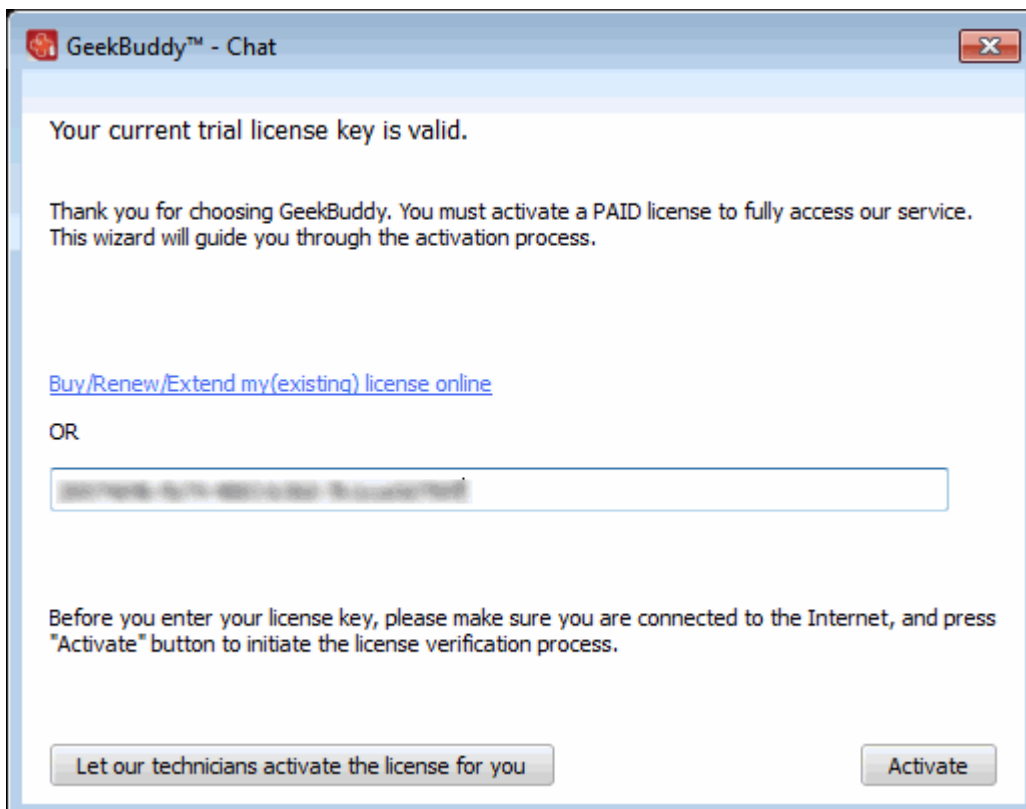 GeekBuddy™ - Chat
Your current trial license key is valid.
Thank you for choosing GeekBuddy. You must activate a PAID license to fully access our service.
This wizard will guide you through the activation process.
Buy/Renew/Extend my(existing) license online
OR
Before you enter your license key, please make sure you are connected to the Internet, and press
"Activate" button to initiate the license verification process.
Let our technicians activate the license for you
Activate